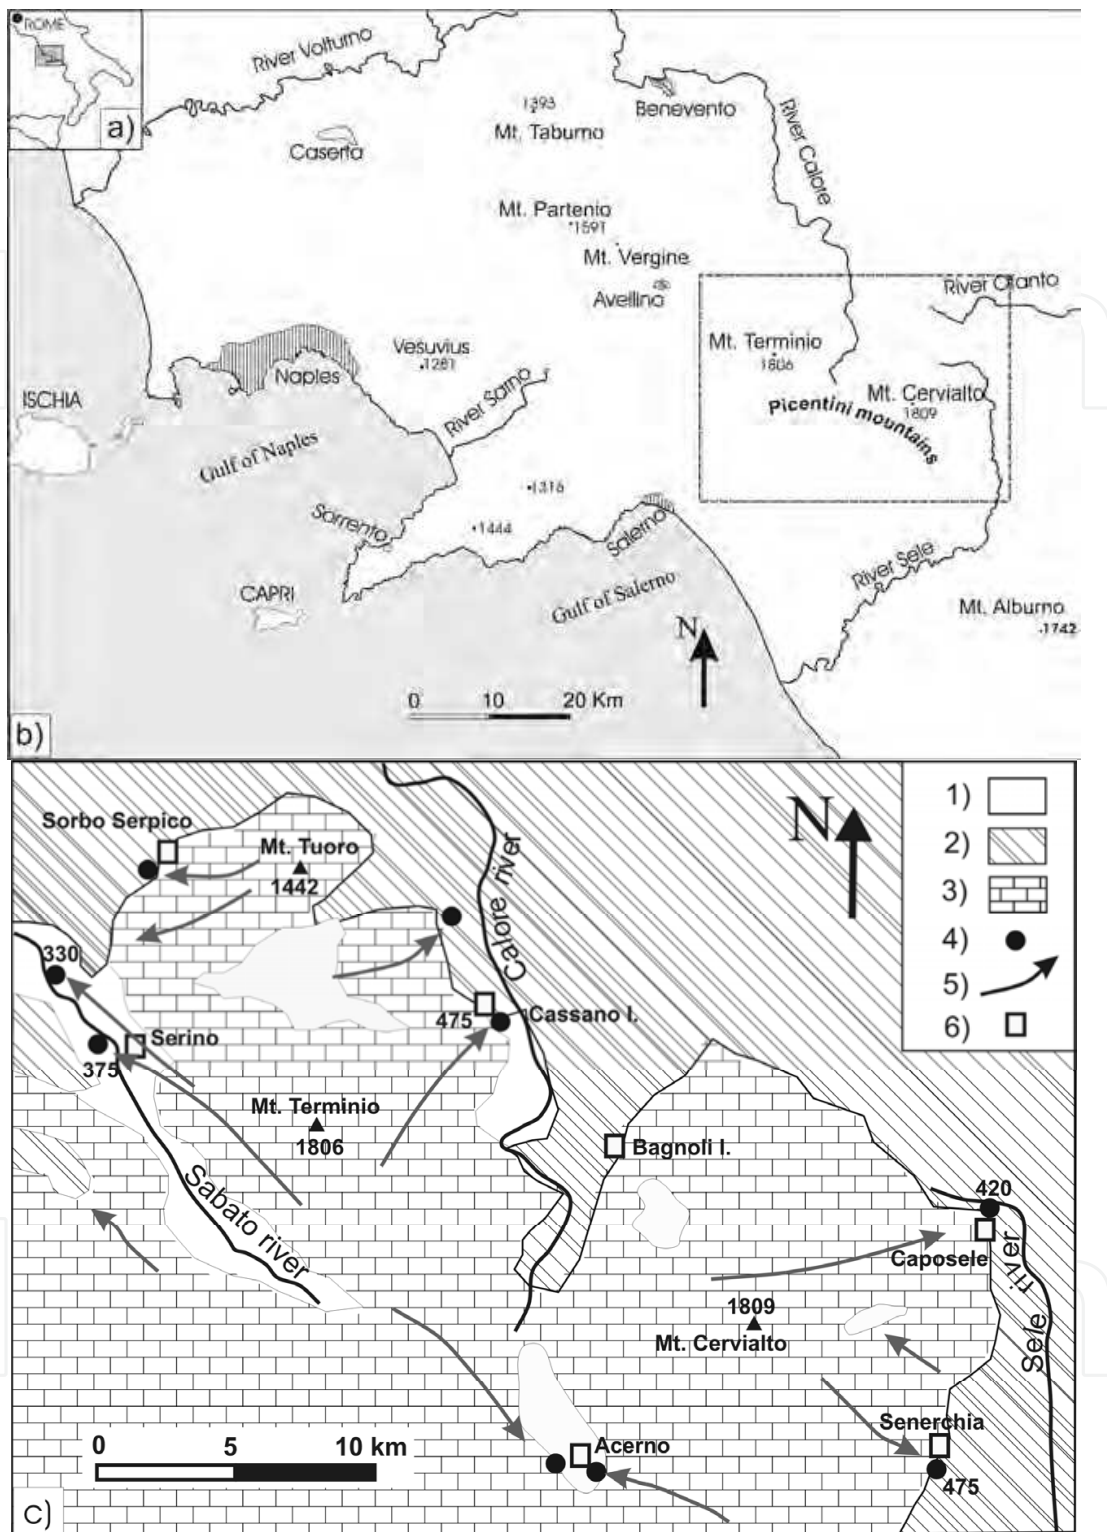 ROME
a)
River Volturno
1393
Mt. Taburno
Benevento
River Calore
Caserta
Mt. Partenio
1591
Mt. Vergine
Avellino
River Ofanto
Mt. Terminio
1806
Vesuvius
1281
Naples
River Sarno
Mt. Cervialto
1809
Picentini mountains
ISCHIA
Gulf of Naples
1316
1444
Sorrento
Salerno
River Sele
CAPRI
Gulf of Salerno
Mt. Alburno
1742
N
0 10 20 Km
b)
Sorbo Serpico
Mt. Tuoro
1442
Calore river
N
1)
2)
3)
4)
5)
6)
330
475
Cassano I.
Serino
375
Mt. Terminio
1806
Bagnoli I.
Sabato river
420
Caposele
Sele river
1809
Mt. Cervialto
Senerchia
475
Acerno
0 5 10 km
c)